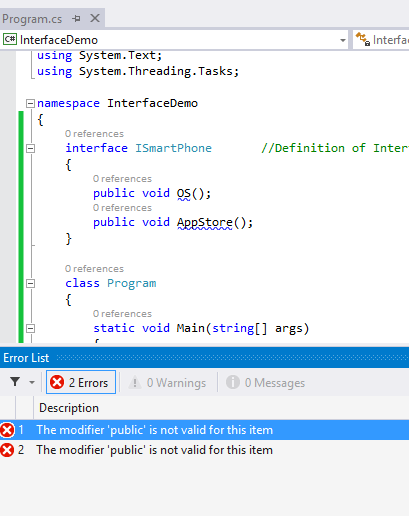 Program.cs
C# InterfaceDemo Interfac
using System.Text;
using System.Threading.Tasks;
namespace InterfaceDemo
{
0 references
interface ISmartPhone //Definition of Inter
{
0 references
public void OS();
0 references
public void AppStore();
}
0 references
class Program
{
0 references
static void Main(string[] args)
{
Error List
2 Errors 0 Warnings 0 Messages
Description
1 The modifier 'public' is not valid for this item
2 The modifier 'public' is not valid for this item